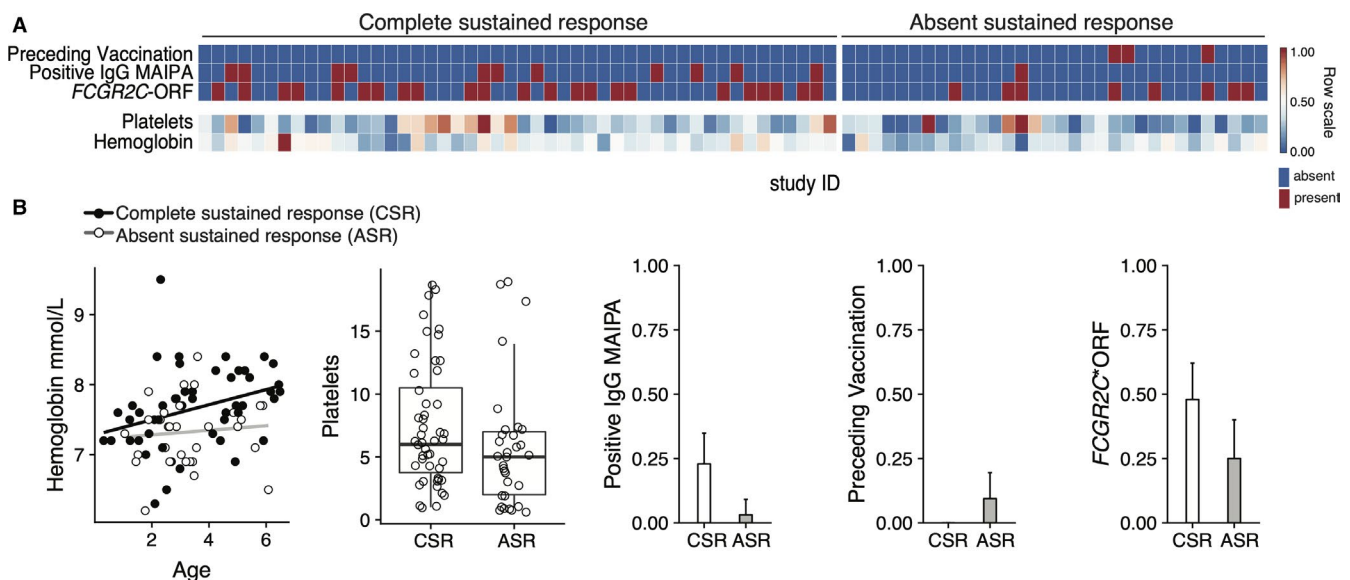 A
Complete sustained response
Absent sustained response
Preceding Vaccination
Positive IgG MAIPA
FCGR2C-ORF
Platelets
Hemoglobin
1.00
0.50
0.00
Row scale
absent
present
study ID
B
Complete sustained response (CSR)
Absent sustained response (ASR)
Hemoglobin mmol/L
9
8
7
2 4 6
Age
Platelets
15
10
5
0
CSR ASR
Positive IgG MAIPA
1.00
0.75
0.50
0.25
0.00
CSR ASR
Preceding Vaccination
1.00
0.75
0.50
0.25
0.00
CSR ASR
FCGR2C*ORF
1.00
0.75
0.50
0.25
0.00
CSR ASR